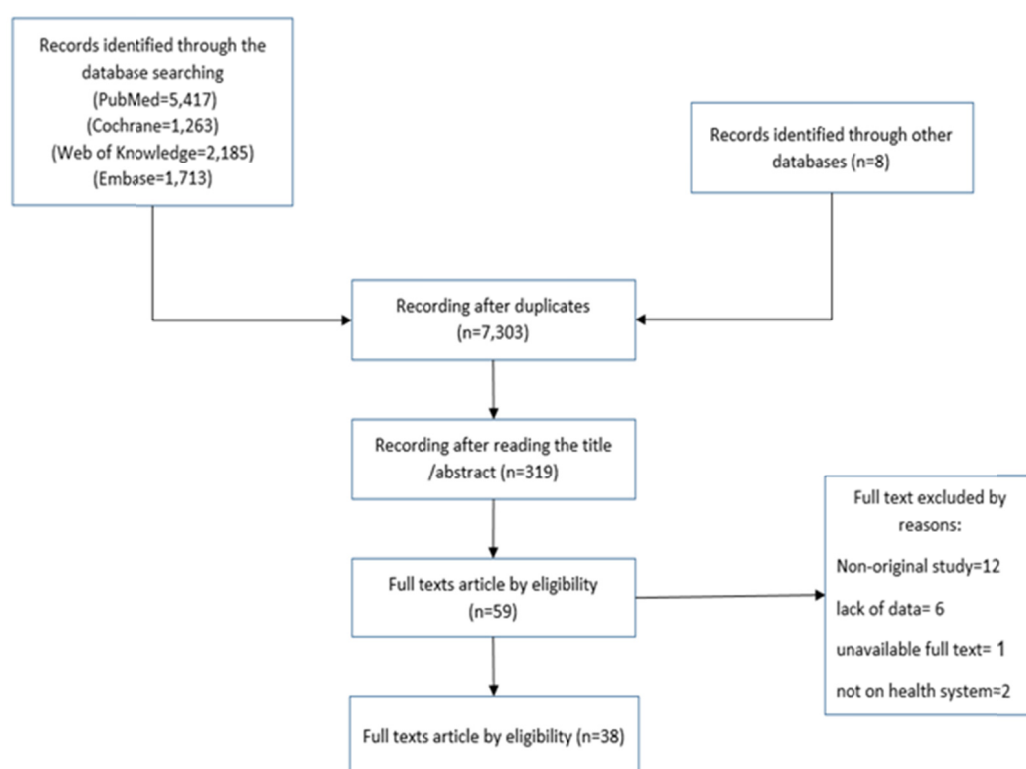 Records identified through the
database searching
(PubMed=5,417)
(Cochrane=1,263)
(Web of Knowledge=2,185)
(Embase=1,713)
Records identified through other
databases (n=8)
Recording after duplicates
(n=7,303)
Recording after reading the title
/abstract (n=319)
Full texts article by eligibility
(n=59)
Full text excluded by
reasons:
Non-original study=12
lack of data= 6
unavailable full text= 1
not on health system=2
Full texts article by eligibility (n=38)